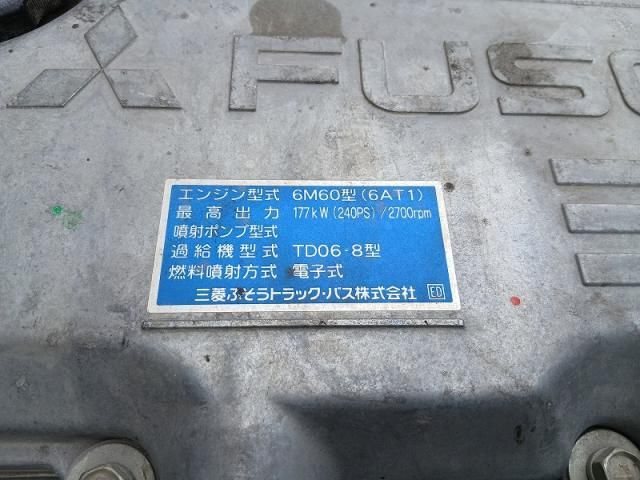 FUSO
エンジン型式 6M60型(6AT1)
最高出力 177kW(240PS)/2700rpm
噴射ポンプ型式
過給機型式 TD06-8型
燃料噴射方式 電子式
三菱ふそうトラック・バス株式会社 ED